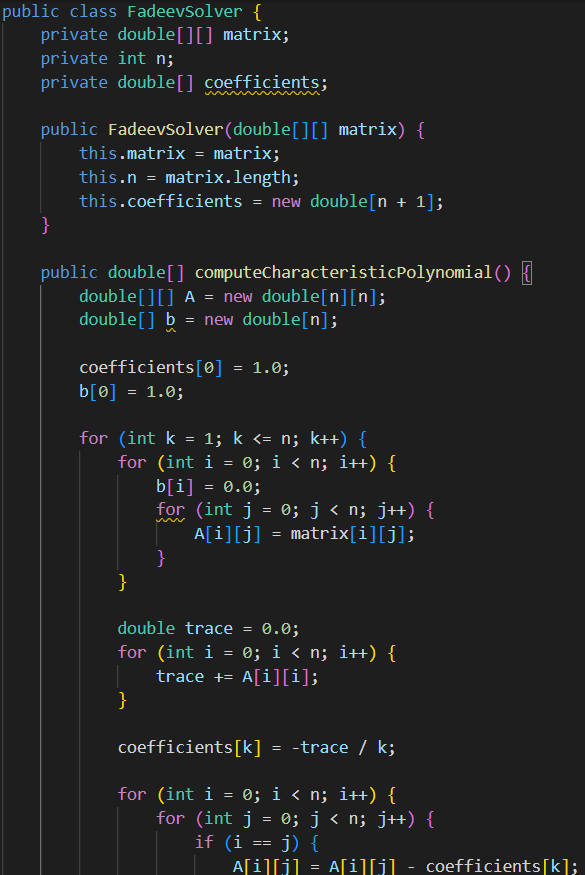 public class FadeevSolver {
    private double[][] matrix;
    private int n;
    private double[] coefficients;

    public FadeevSolver(double[][] matrix) {
        this.matrix = matrix;
        this.n = matrix.length;
        this.coefficients = new double[n + 1];
    }

    public double[] computeCharacteristicPolynomial() {
        double[][] A = new double[n][n];
        double[] b = new double[n];

        coefficients[0] = 1.0;
        b[0] = 1.0;

        for (int k = 1; k <= n; k++) {
            for (int i = 0; i < n; i++) {
                b[i] = 0.0;
                for (int j = 0; j < n; j++) {
                    A[i][j] = matrix[i][j];
                }
            }

            double trace = 0.0;
            for (int i = 0; i < n; i++) {
                trace += A[i][i];
            }

            coefficients[k] = -trace / k;

            for (int i = 0; i < n; i++) {
                for (int j = 0; j < n; j++) {
                    if (i == j) {
                        A[i][j] = A[i][j] - coefficients[k];